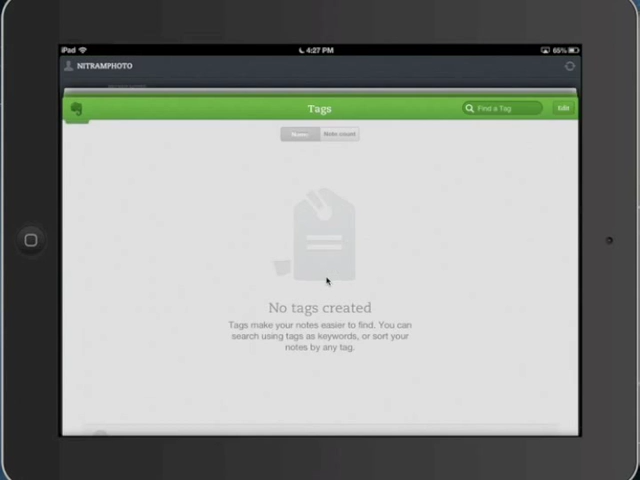 iPad 4:27 PM 65%
NITRAMPHOTO
Tags
Find a Tag
Edit
Name Note count
No tags created
Tags make your notes easier to find. You can
search using tags as keywords, or sort your
notes by any tag.